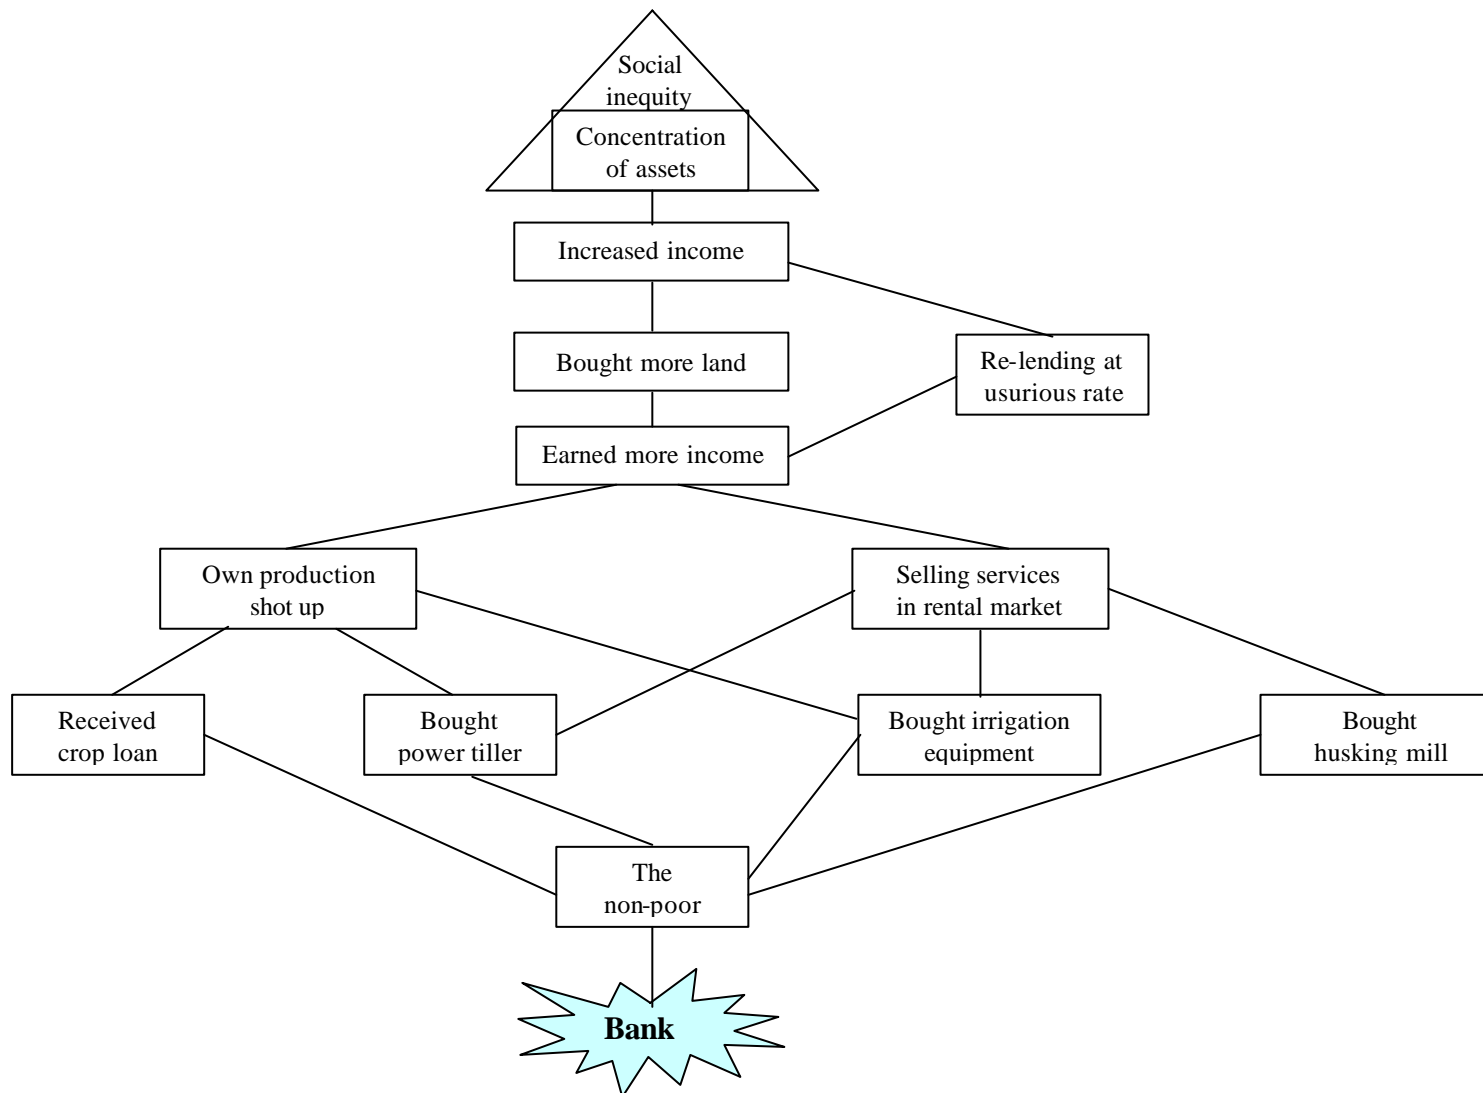 Social
inequity
Concentration
of assets
Increased income
Bought more land
Re-lending at
usurious rate
Earned more income
Own production
shot up
Selling services
in rental market
Received
crop loan
Bought
power tiller
Bought irrigation
equipment
Bought
husking mill
The
non-poor
Bank